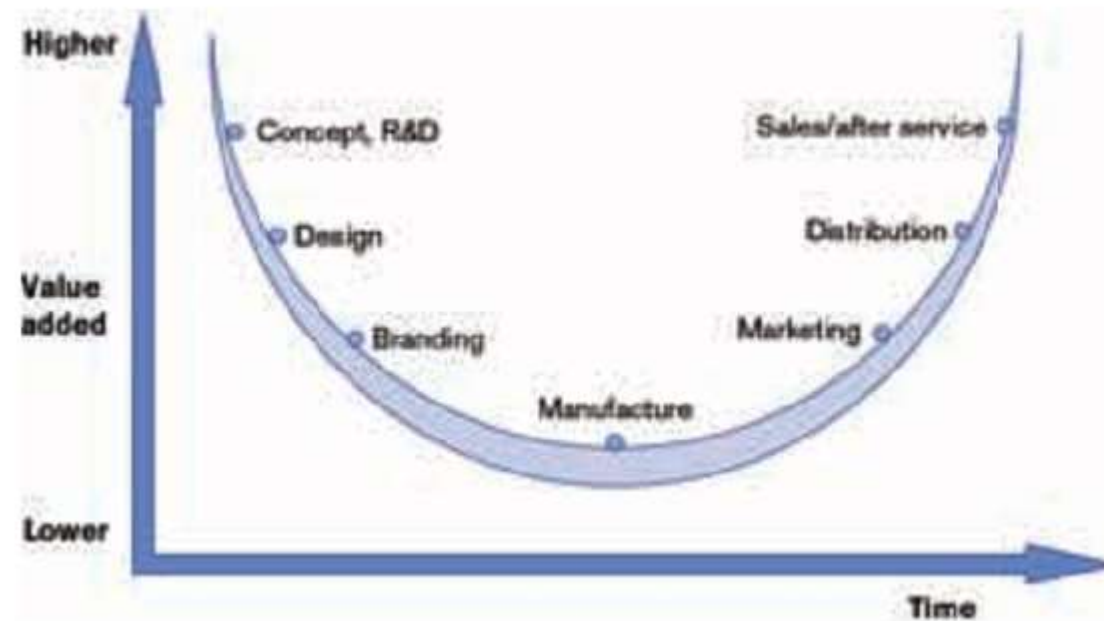 Higher
Concept, R&D
Sales/after service
Design
Distribution
Value
added
Branding
Marketing
Manufacture
Lower
Time